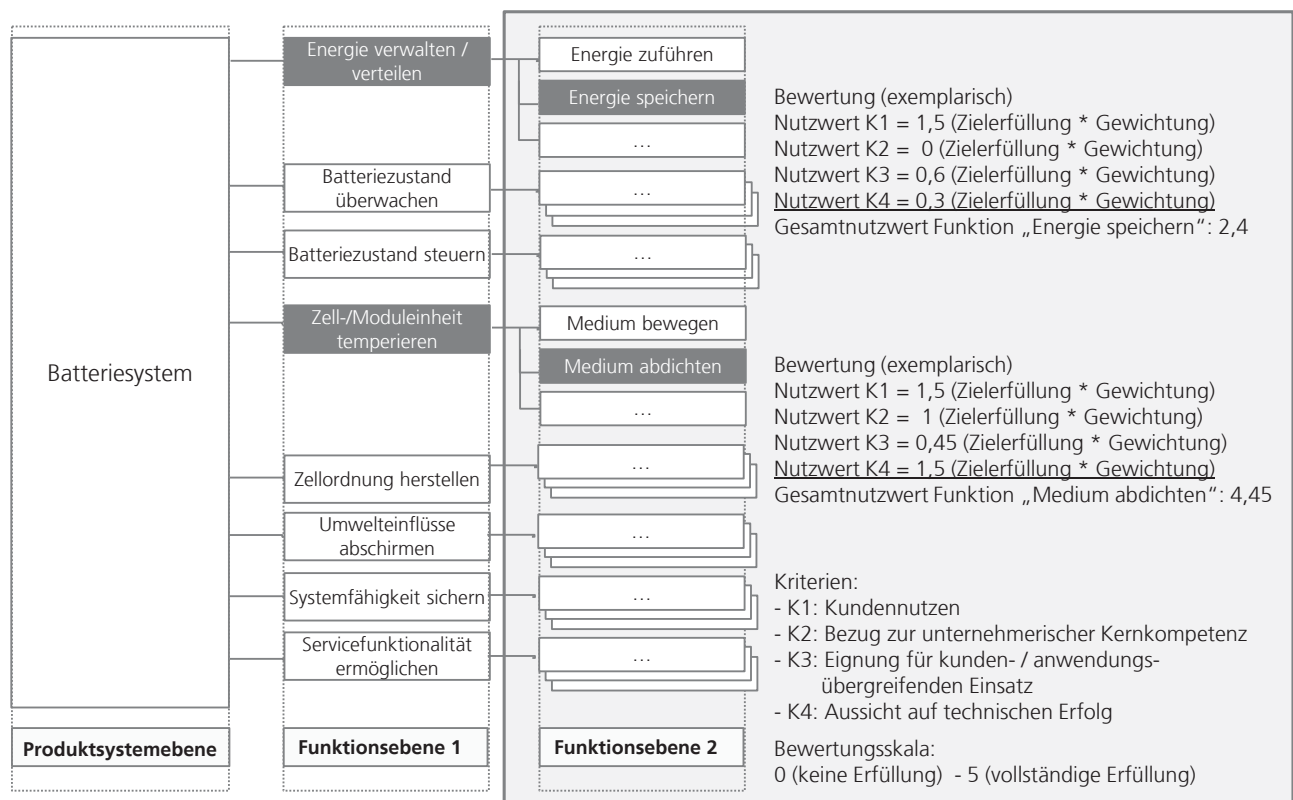 Batteriesystem
Produktsystemebene
Energie verwalten /
verteilen
Batteriezustand
überwachen
Batteriezustand steuern
Zell-/Moduleinheit
temperieren
Zellordnung herstellen
Umwelteinflüsse
abschirmen
Systemfähigkeit sichern
Servicefunktionalität
ermöglichen
Funktionsebene 1
Energie zuführen
Energie speichern
...
...
...
Medium bewegen
Medium abdichten
...
...
...
...
...
Funktionsebene 2
Bewertung (exemplarisch)
Nutzwert K1 = 1,5 (Zielerfüllung * Gewichtung)
Nutzwert K2 = 0 (Zielerfüllung * Gewichtung)
Nutzwert K3 = 0,6 (Zielerfüllung * Gewichtung)
Nutzwert K4 = 0,3 (Zielerfüllung * Gewichtung)
Gesamtnutzwert Funktion „Energie speichern“: 2,4
Bewertung (exemplarisch)
Nutzwert K1 = 1,5 (Zielerfüllung * Gewichtung)
Nutzwert K2 = 1 (Zielerfüllung * Gewichtung)
Nutzwert K3 = 0,45 (Zielerfüllung * Gewichtung)
Nutzwert K4 = 1,5 (Zielerfüllung * Gewichtung)
Gesamtnutzwert Funktion „Medium abdichten“: 4,45
Kriterien:
- K1: Kundennutzen
- K2: Bezug zur unternehmerischer Kernkompetenz
- K3: Eignung für kunden- / anwendungs-
übergreifenden Einsatz
- K4: Aussicht auf technischen Erfolg
Bewertungsskala:
0 (keine Erfüllung) - 5 (vollständige Erfüllung)